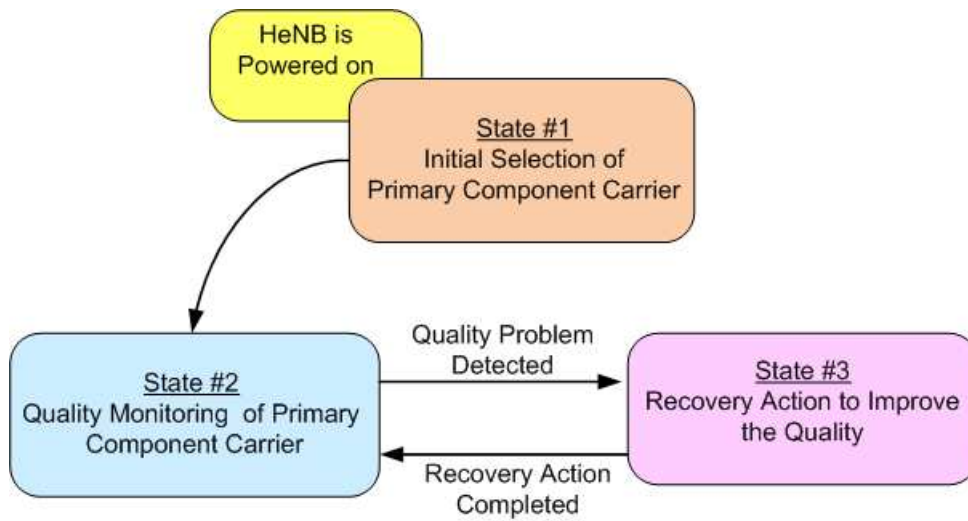 HeNB is
Powered on
State #1
Initial Selection of
Primary Component Carrier
Quality Problem
Detected
State #2
Quality Monitoring of Primary
Component Carrier
State #3
Recovery Action to Improve
the Quality
Recovery Action
Completed